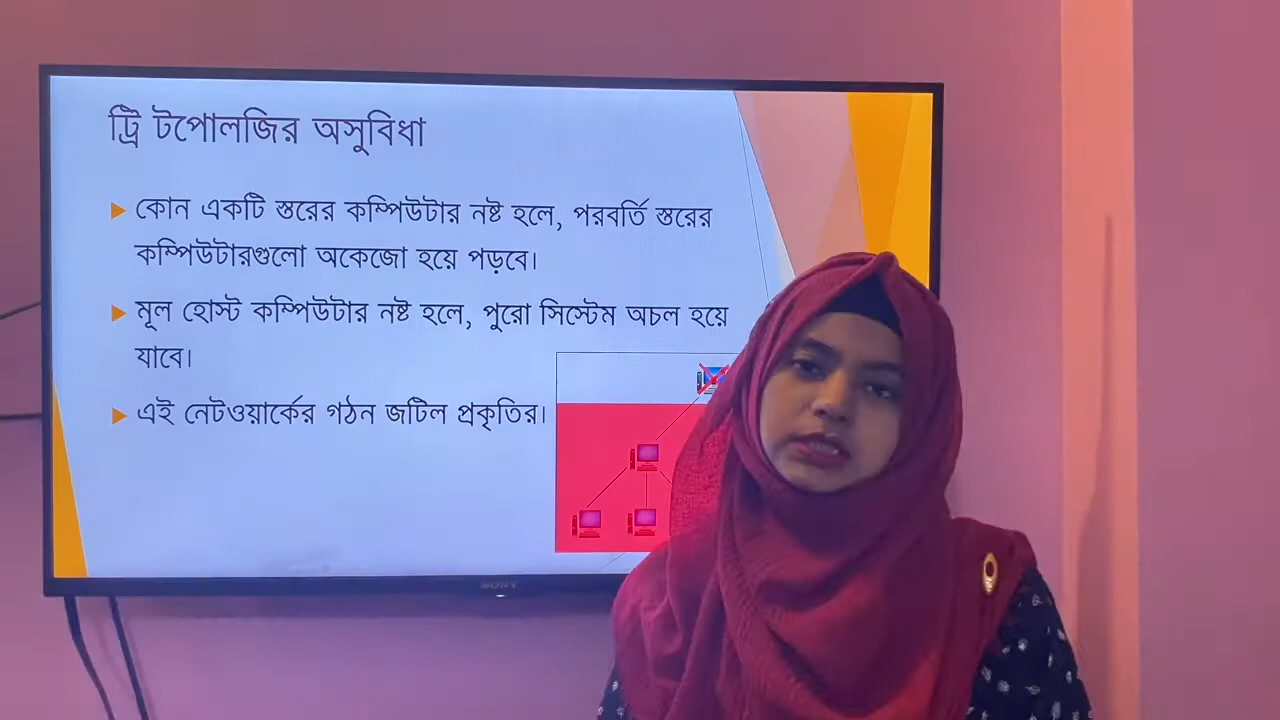 ট্রি টপোলজির অসুবিধা
কোন একটি স্তরের কম্পিউটার নষ্ট হলে, পরবর্তি স্তরের
কম্পিউটারগুলো অকেজো হয়ে পড়বে।
মূল হোস্ট কম্পিউটার নষ্ট হলে, পুরো সিস্টেম অচল হয়ে
যাবে।
এই নেটওয়ার্কের গঠন জটিল প্রকৃতির।
SONY